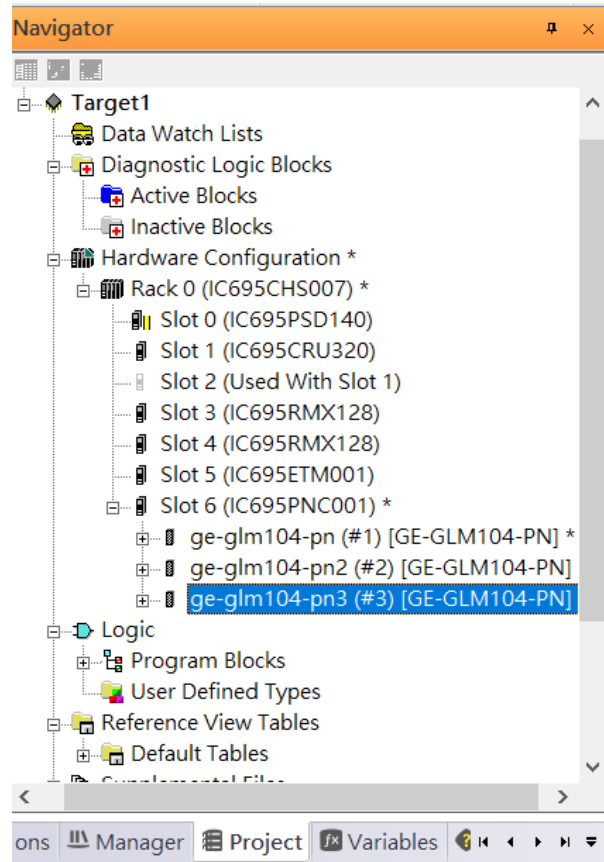 Navigator
Target1
Data Watch Lists
Diagnostic Logic Blocks
Active Blocks
Inactive Blocks
Hardware Configuration *
Rack 0 (IC695CHS007) *
Slot 0 (IC695PSD140)
Slot 1 (IC695CRU320)
Slot 2 (Used With Slot 1)
Slot 3 (IC695RMX128)
Slot 4 (IC695RMX128)
Slot 5 (IC695ETM001)
Slot 6 (IC695PNC001) *
ge-glm104-pn (#1) [GE-GLM104-PN] *
ge-glm104-pn2 (#2) [GE-GLM104-PN]
ge-glm104-pn3 (#3) [GE-GLM104-PN]
Logic
Program Blocks
User Defined Types
Reference View Tables
Default Tables
Supplemental Files
ons Manager Project Variables